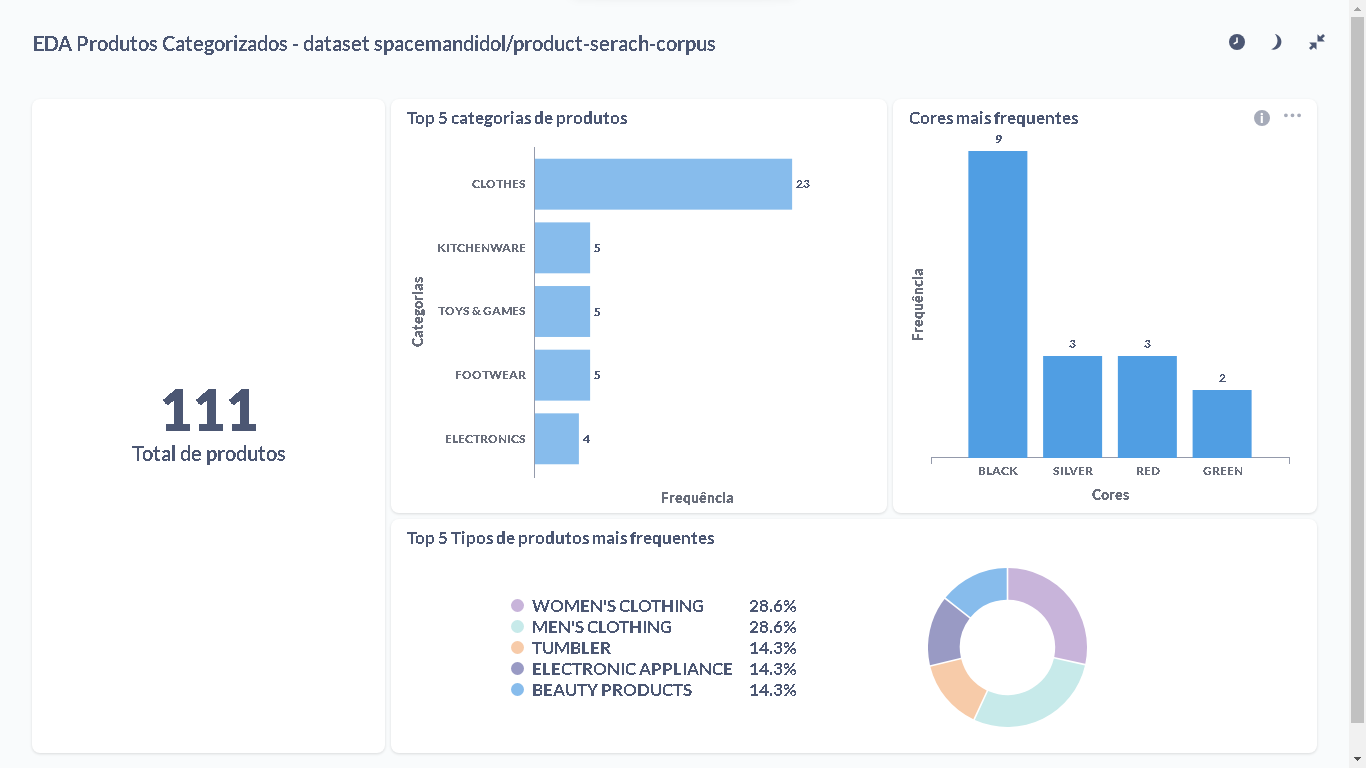 EDA Produtos Categorizados - dataset spacemandidol/product-serach-corpus
111
Total de produtos
Top 5 categorias de produtos
Categorias
CLOTHES
23
KITCHENWARE
5
TOYS & GAMES
5
FOOTWEAR
5
ELECTRONICS
4
Frequência
Cores mais frequentes
Frequência
9
3
3
2
BLACK
SILVER
RED
GREEN
Cores
Top 5 Tipos de produtos mais frequentes
WOMEN'S CLOTHING 28.6%
MEN'S CLOTHING 28.6%
TUMBLER 14.3%
ELECTRONIC APPLIANCE 14.3%
BEAUTY PRODUCTS 14.3%